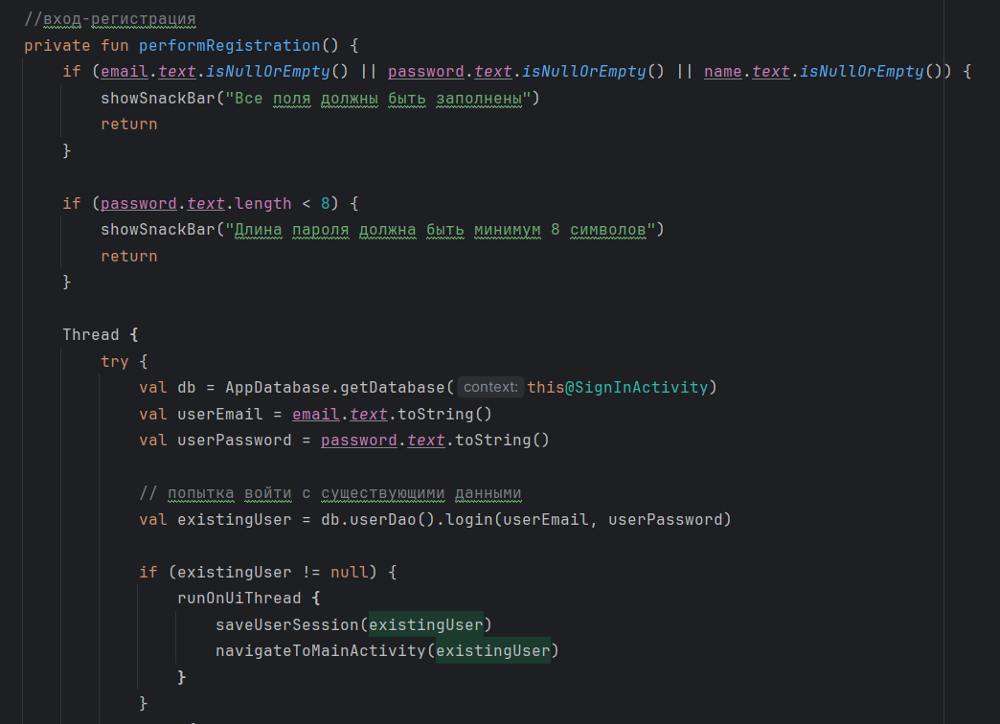 //вход-регистрация
private fun performRegistration() {
if (email.text.isNullOrEmpty() || password.text.isNullOrEmpty() || name.text.isNullOrEmpty()) {
showSnackBar("Все поля должны быть заполнены")
return
}
if (password.text.length < 8) {
showSnackBar("Длина пароля должна быть минимум 8 символов")
return
}
Thread {
try {
val db = AppDatabase.getDatabase( context: this@SignInActivity)
val userEmail = email.text.toString()
val userPassword = password.text.toString()
// попытка войти с существующими данными
val existingUser = db.userDao().login(userEmail, userPassword)
if (existingUser != null) {
runOnUiThread {
saveUserSession(existingUser)
navigateToMainActivity(existingUser)
}
}